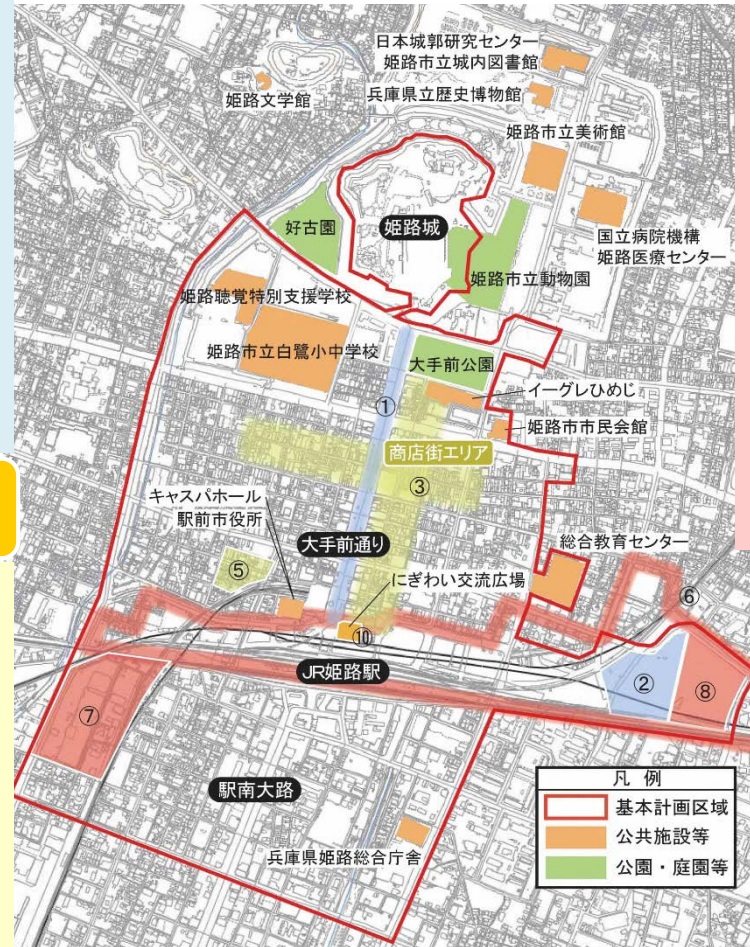 日本城郭研究センター
姫路市立城内図書館
姫路文学館
兵庫県立歴史博物館
姫路市立美術館
好古園
姫路城
国立病院機構
姫路医療センター
姫路市立動物園
姫路聴覚特別支援学校
姫路市立白鷺小中学校
大手前公園
イーグレひめじ
①
姫路市市民会館
商店街エリア
③
キャスパホール
駅前市役所
大手前通り
総合教育センター
⑤
にぎわい交流広場
⑥
⑩
JR姫路駅
②
⑧
⑦
駅南大路
兵庫県姫路総合庁舎
凡例
基本計画区域
公共施設等
公園・庭園等